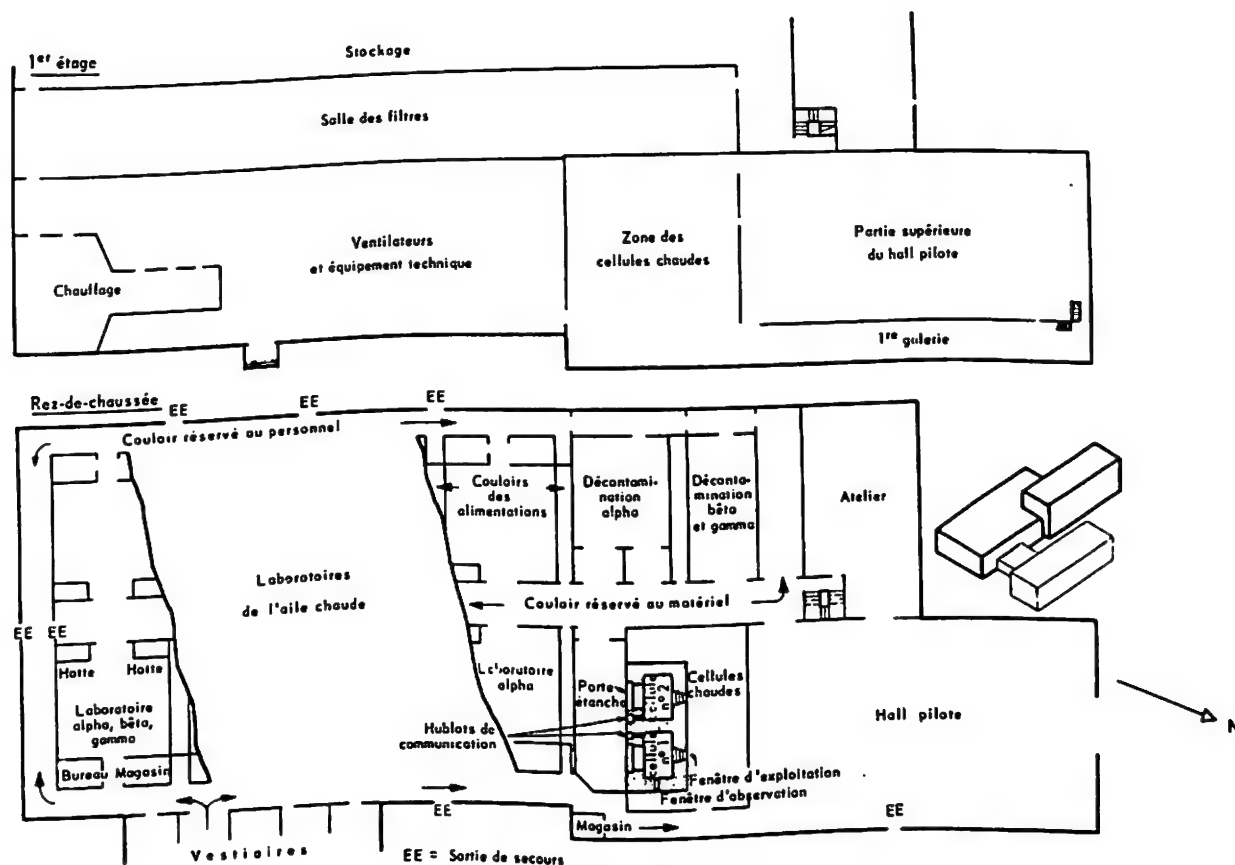 1er étage
Stockage
Salle des filtres
Ventilateurs
et équipement technique
Zone des
cellules chaudes
Partie supérieure
du hall pilote
Chauffage
1re galerie
Rez-de-chaussée
EE
EE
EE
Couloir réservé au personnel
Couloirs
des
alimentations
Décontami-
nation
alpha
Déconta-
mination
bêta
et gamma
Atelier
Laboratoires
de l'aile chaude
Couloir réservé au matériel
EE
EE
Hotte
Hotte
Laboratoire
alpha
Porte
étanche
cellule
n°2
Cellules
chaudes
Laboratoire
alpha, bêta,
gamma
Hublots de
communication
cellule
n°1
Hall pilote
N
Bureau
Magasin
Fenêtre d'exploitation
Fenêtre d'observation
EE
EE
Magasin
Vestiaires
EE = Sortie de secours